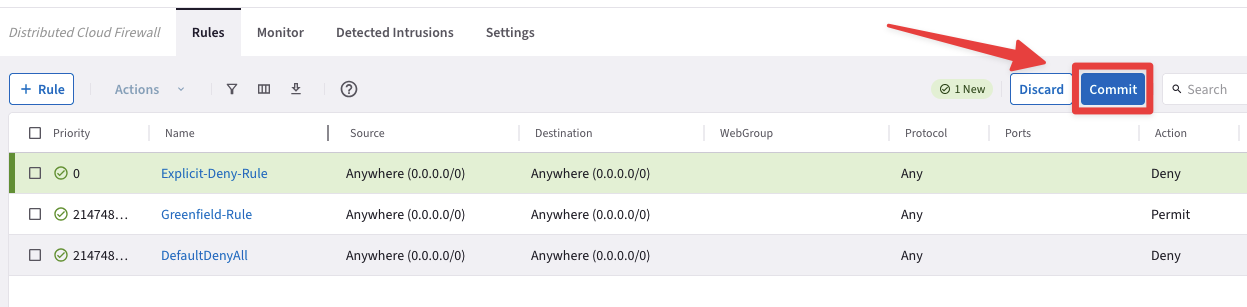 Distributed Cloud Firewall Rules Monitor Detected Intrusions Settings
+ Rule Actions 1 New Discard Commit Search
Priority Name Source Destination WebGroup Protocol Ports Action
0 Explicit-Deny-Rule Anywhere (0.0.0.0/0) Anywhere (0.0.0.0/0) Any Deny
214748... Greenfield-Rule Anywhere (0.0.0.0/0) Anywhere (0.0.0.0/0) Any Permit
214748... DefaultDenyAll Anywhere (0.0.0.0/0) Anywhere (0.0.0.0/0) Any Deny